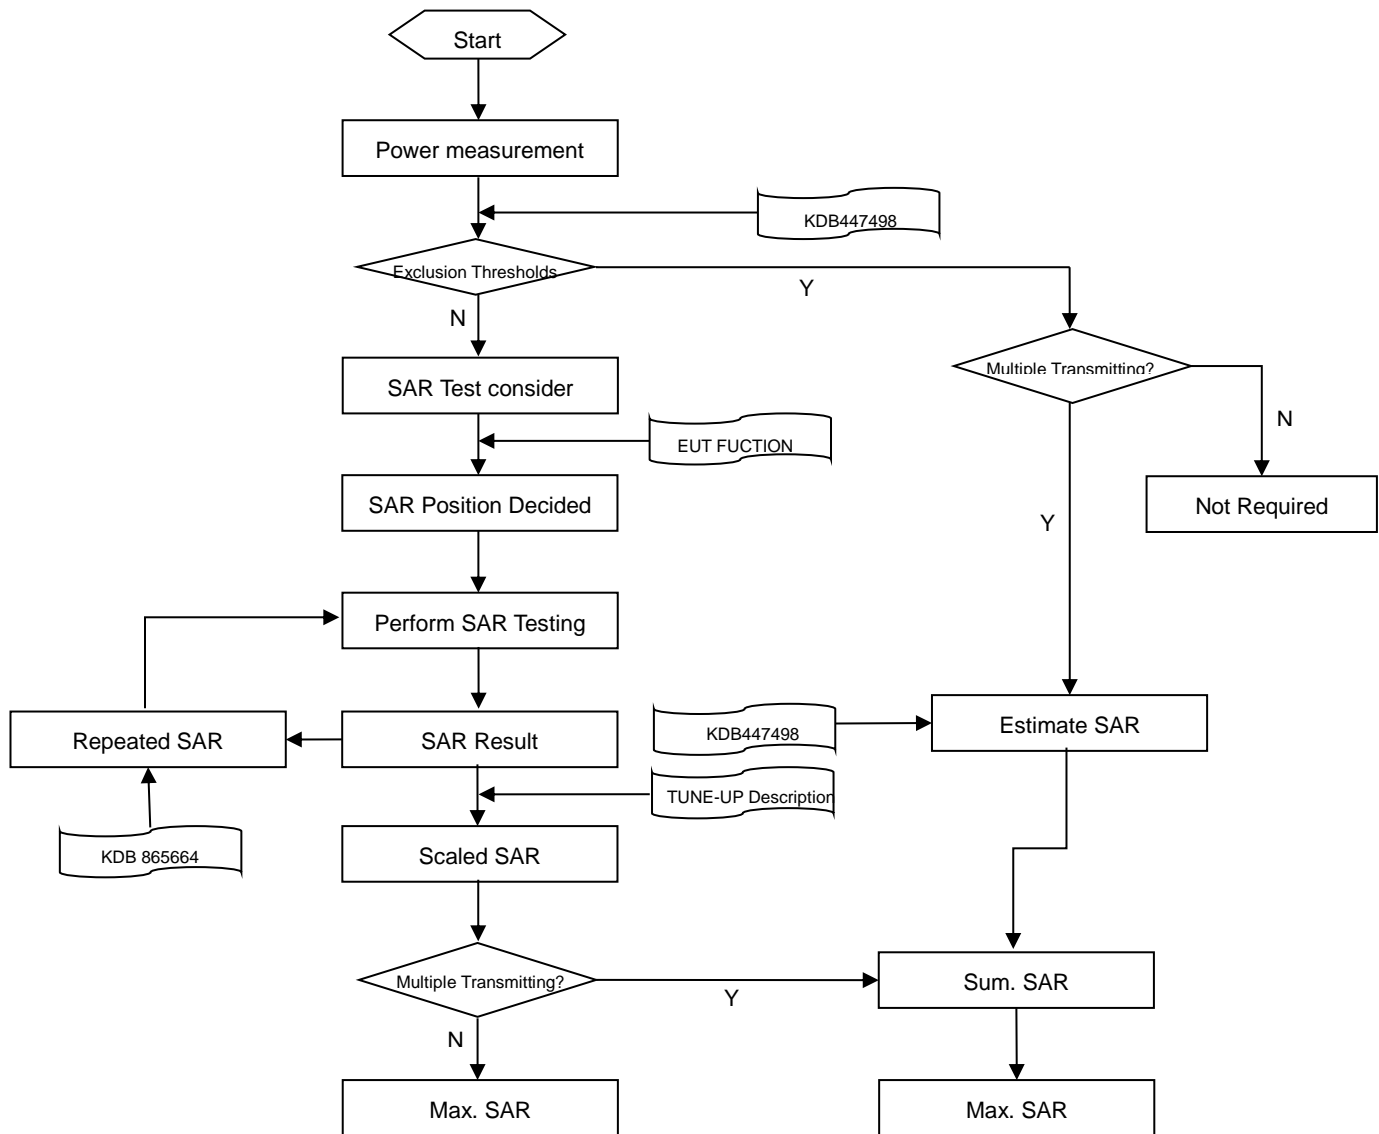 Start
Power measurement
KDB447498
Exclusion Thresholds
Y
N
Multiple Transmitting?
SAR Test consider
N
EUT FUCTION
SAR Position Decided
Not Required
Y
Perform SAR Testing
Repeated SAR
SAR Result
KDB447498
Estimate SAR
TUNE-UP Description
KDB 865664
Scaled SAR
Multiple Transmitting?
Y
Sum. SAR
N
Max. SAR
Max. SAR